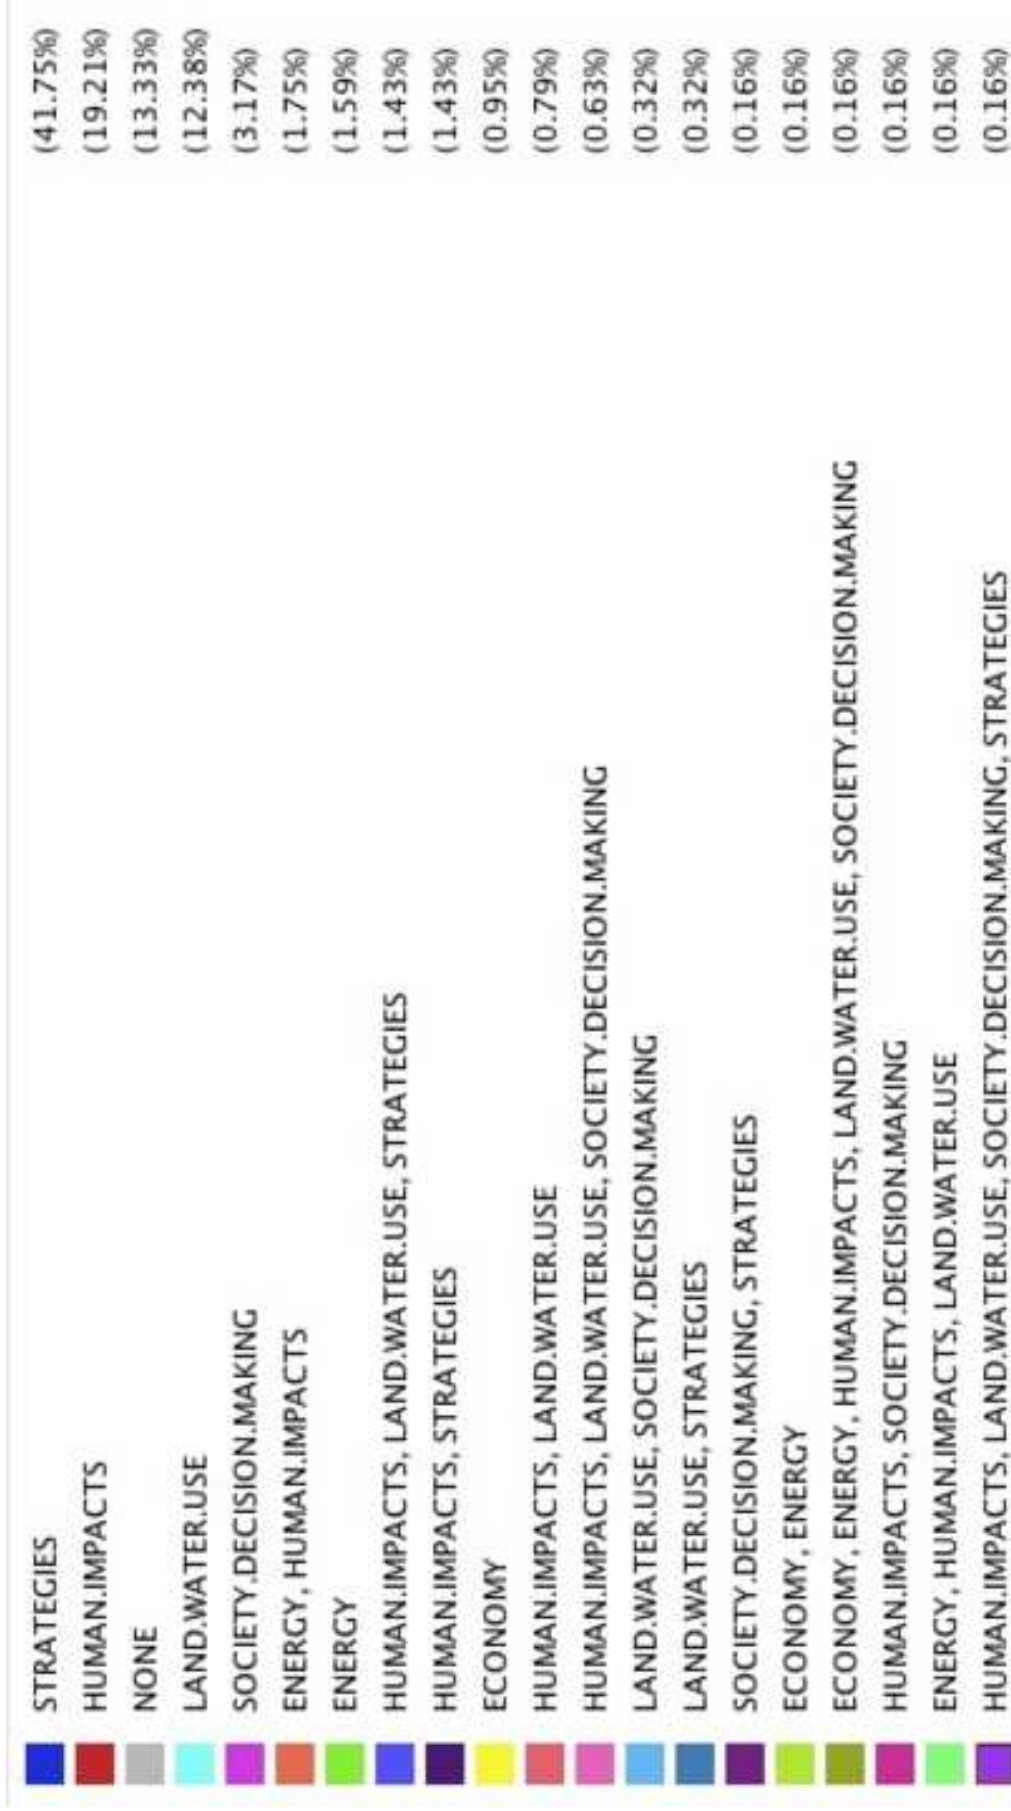 STRATEGIES (41.75%)
HUMAN.IMPACTS (19.21%)
NONE (13.33%)
LAND.WATER.USE (12.38%)
SOCIETY.DECISION.MAKING (3.17%)
ENERGY, HUMAN.IMPACTS (1.75%)
ENERGY (1.59%)
HUMAN.IMPACTS, LAND.WATER.USE, STRATEGIES (1.43%)
HUMAN.IMPACTS, STRATEGIES (1.43%)
ECONOMY (0.95%)
HUMAN.IMPACTS, LAND.WATER.USE (0.79%)
HUMAN.IMPACTS, LAND.WATER.USE, SOCIETY.DECISION.MAKING (0.63%)
LAND.WATER.USE, SOCIETY.DECISION.MAKING (0.32%)
LAND.WATER.USE, STRATEGIES (0.32%)
SOCIETY.DECISION.MAKING, STRATEGIES (0.16%)
ECONOMY, ENERGY (0.16%)
ECONOMY, ENERGY, HUMAN.IMPACTS, LAND.WATER.USE, SOCIETY.DECISION.MAKING (0.16%)
HUMAN.IMPACTS, SOCIETY.DECISION.MAKING (0.16%)
ENERGY, HUMAN.IMPACTS, LAND.WATER.USE (0.16%)
HUMAN.IMPACTS, LAND.WATER.USE, SOCIETY.DECISION.MAKING, STRATEGIES (0.16%)